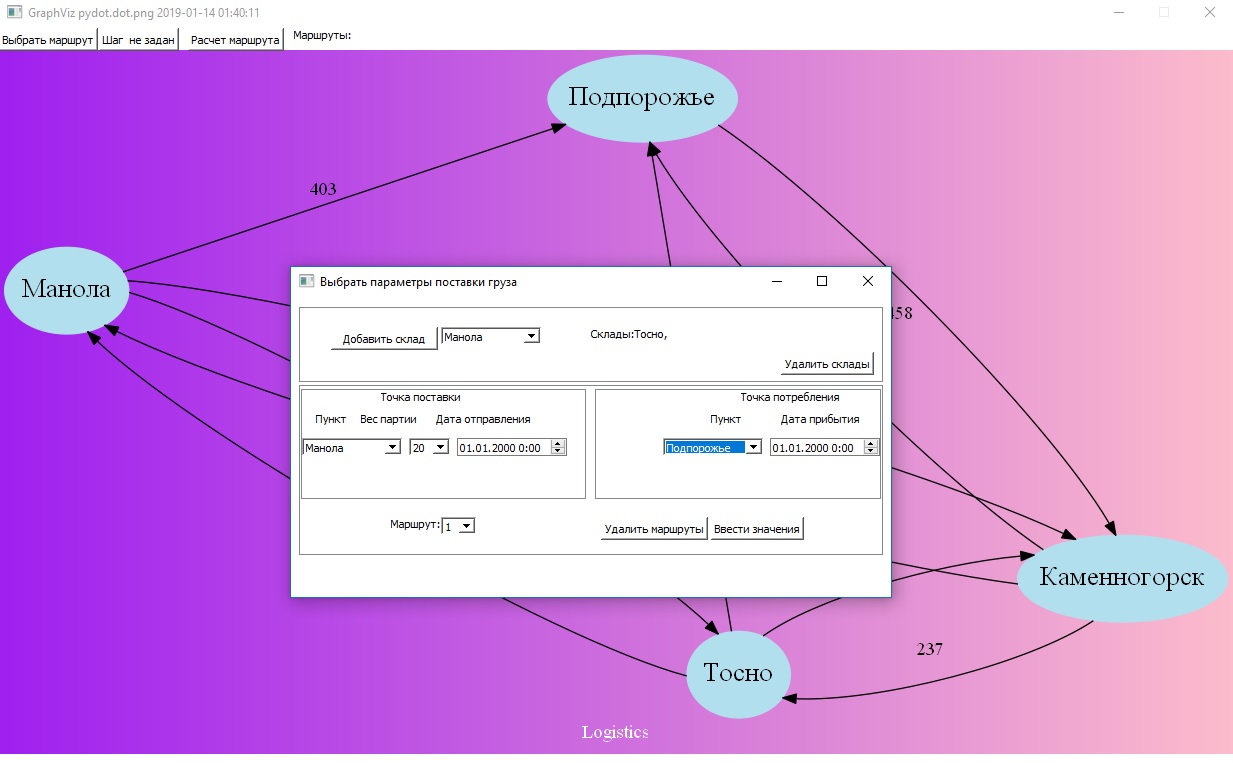 GraphViz pydot.dot.png 2019-01-14 01:40:11
Выбрать маршрут Шаг не задан Расчет маршрута Маршруты:
Подпорожье
403
Манола
Выбрать параметры поставки груза
458
Добавить склад Манола Склады:Тосно,
Удалить склады
Точка поставки Точка потребления
Пункт Вес партии Дата отправления Пункт Дата прибытия
Манола 20 01.01.2000 0:00 Подпорожье 01.01.2000 0:00
Маршрут: 1 Удалить маршруты Ввести значения
Каменногорск
237
Тосно
Logistics